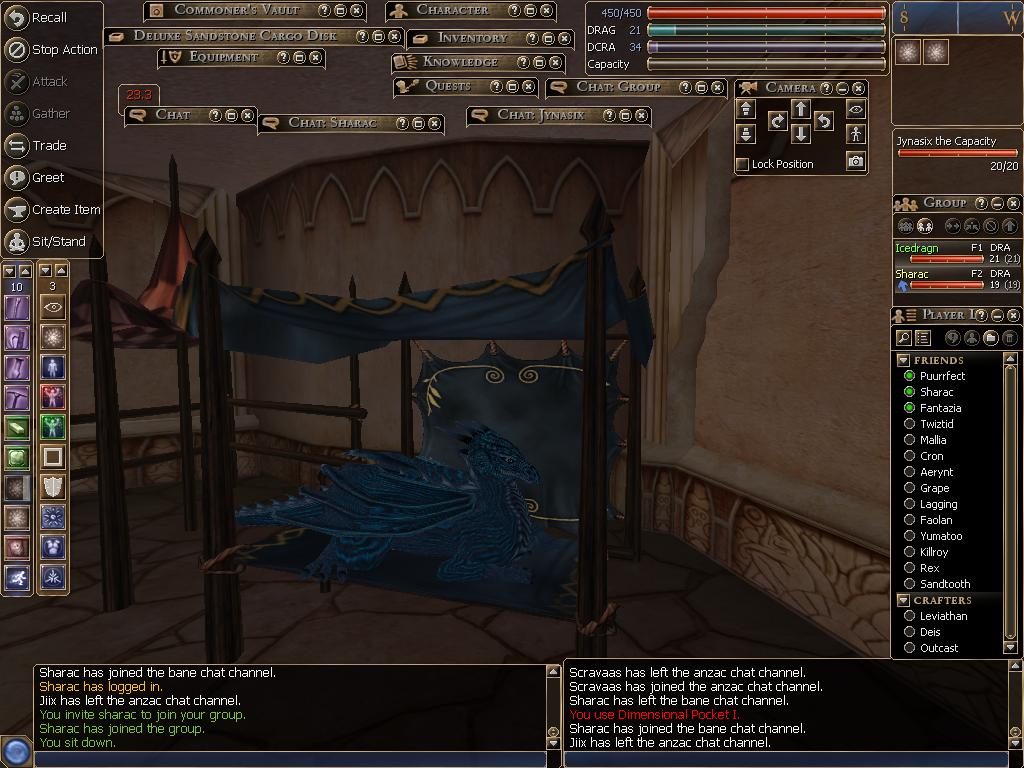 Recall
Stop Action
Attack
Gather
Trade
Greet
Create Item
Sit/Stand
Commoner's Vault
Deluxe Sandstone Cargo Disk
Equipment
Character
Inventory
Knowledge
Quests
Chat: Group
23.3
Chat
Chat: Sharac
Chat: Jynasix
450/450
DRAG 21
DCRA 34
Capacity
Camera
Lock Position
S W
Jynasix the Capacity
20/20
Group
Icedragn F1 DRA
21 (21)
Sharac F2 DRA
19 (19)
10
3
Player
Friends
Puurrfect
Sharac
Fantazia
Twiztid
Mallia
Cron
Aerynt
Grape
Lagging
Faolan
Yumatoo
Killroy
Rex
Sandtooth
Crafters
Leviathan
Deis
Outcast
Sharac has joined the bane chat channel.
Sharac has logged in.
Jiix has left the anzac chat channel.
You invite sharac to join your group.
Sharac has joined the group.
You sit down.
Scravaas has left the anzac chat channel.
Scravaas has joined the anzac chat channel.
Sharac has left the bane chat channel.
You use Dimensional Pocket I.
Sharac has joined the bane chat channel.
Jiix has left the anzac chat channel.